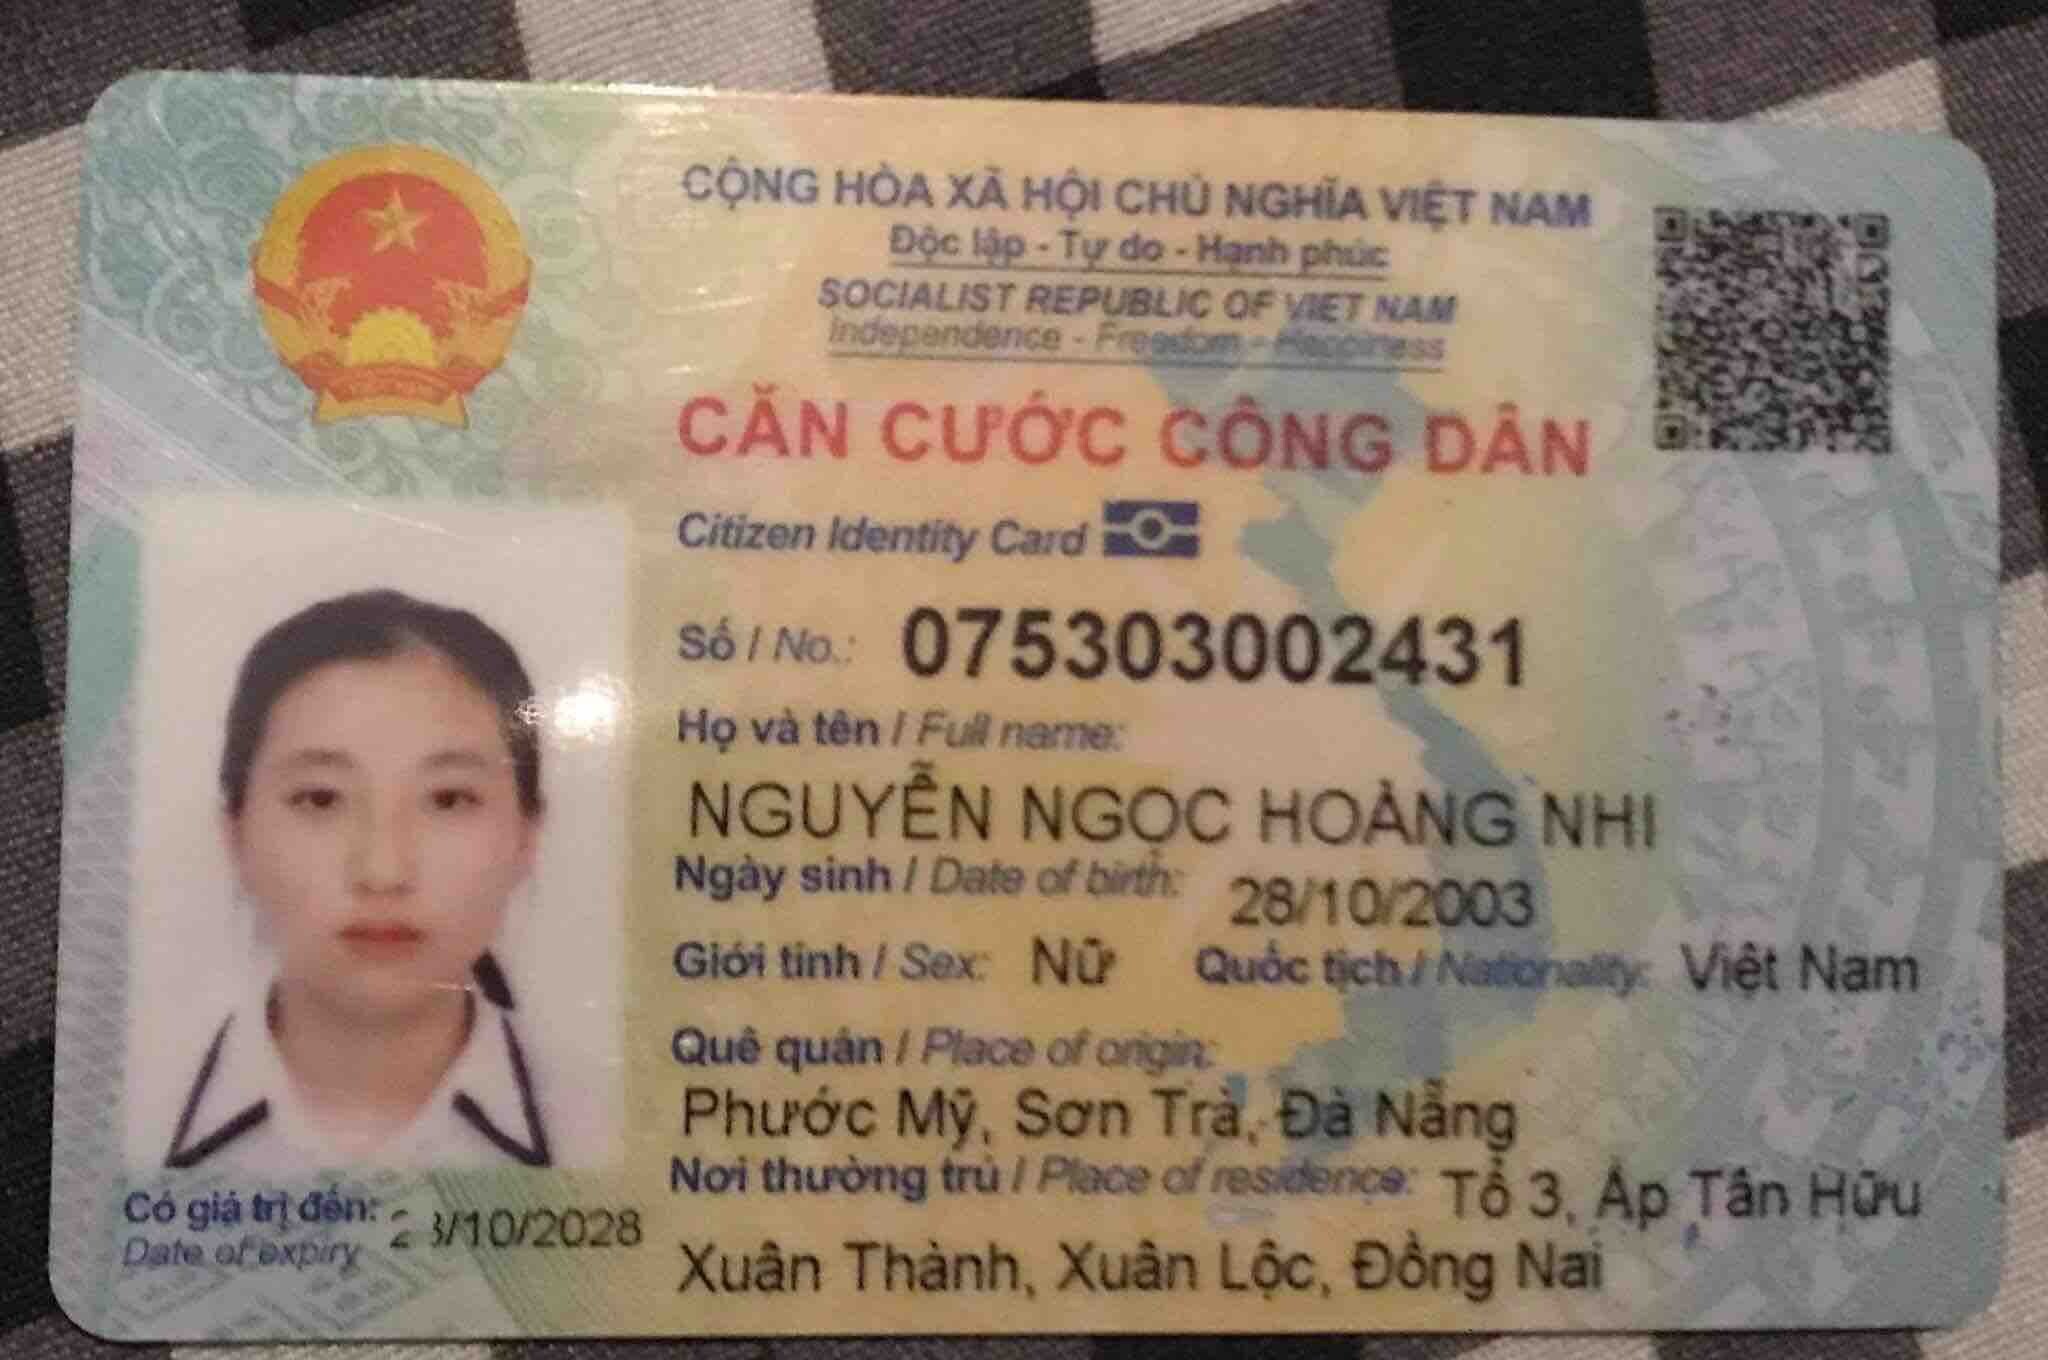 CỘNG HÒA XÃ HỘI CHỦ NGHĨA VIỆT NAM
Độc lập - Tự do - Hạnh phúc
SOCIALIST REPUBLIC OF VIET NAM
Independence - Freedom - Happiness
CĂN CƯỚC CÔNG DÂN
Citizen Identity Card
Số / No.: 075303002431
Họ và tên / Full name:
NGUYỄN NGỌC HOÀNG NHI
Ngày sinh / Date of birth: 28/10/2003
Giới tính / Sex: Nữ Quốc tịch / Nationality: Việt Nam
Quê quán / Place of origin:
Phước Mỹ, Sơn Trà, Đà Nẵng
Nơi thường trú / Place of residence: Tổ 3, Ấp Tân Hữu
Xuân Thành, Xuân Lộc, Đồng Nai
Có giá trị đến: 28/10/2028
Date of expiry